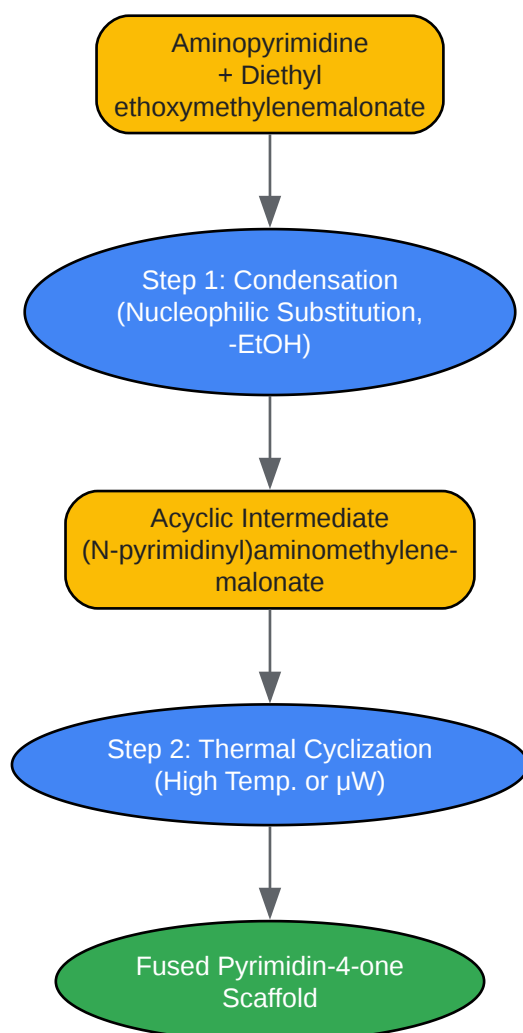 Aminopyrimidine
+ Diethyl
ethoxymethylenemalonate
Step 1: Condensation
(Nucleophilic Substitution,
-EtOH)
Acyclic Intermediate
(N-pyrimidinyl)aminomethylene-
malonate
Step 2: Thermal Cyclization
(High Temp. or µW)
Fused Pyrimidin-4-one
Scaffold